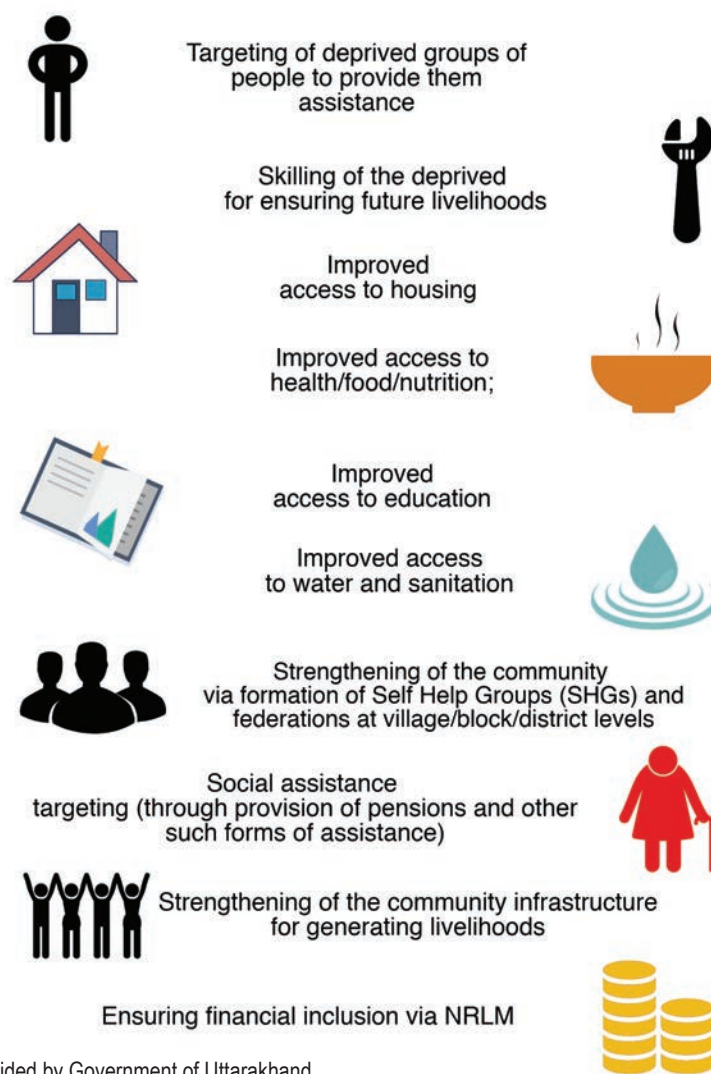 Targeting of deprived groups of
people to provide them
assistance
Skilling of the deprived
for ensuring future livelihoods
Improved
access to housing
Improved access to
health/food/nutrition;
Improved
access to education
Improved access
to water and sanitation
Strengthening of the community
via formation of Self Help Groups (SHGs) and
federations at village/block/district levels
Social assistance
targeting (through provision of pensions and other
such forms of assistance)
Strengthening of the community infrastructure
for generating livelihoods
Ensuring financial inclusion via NRLM
by Government of Uttarakhand